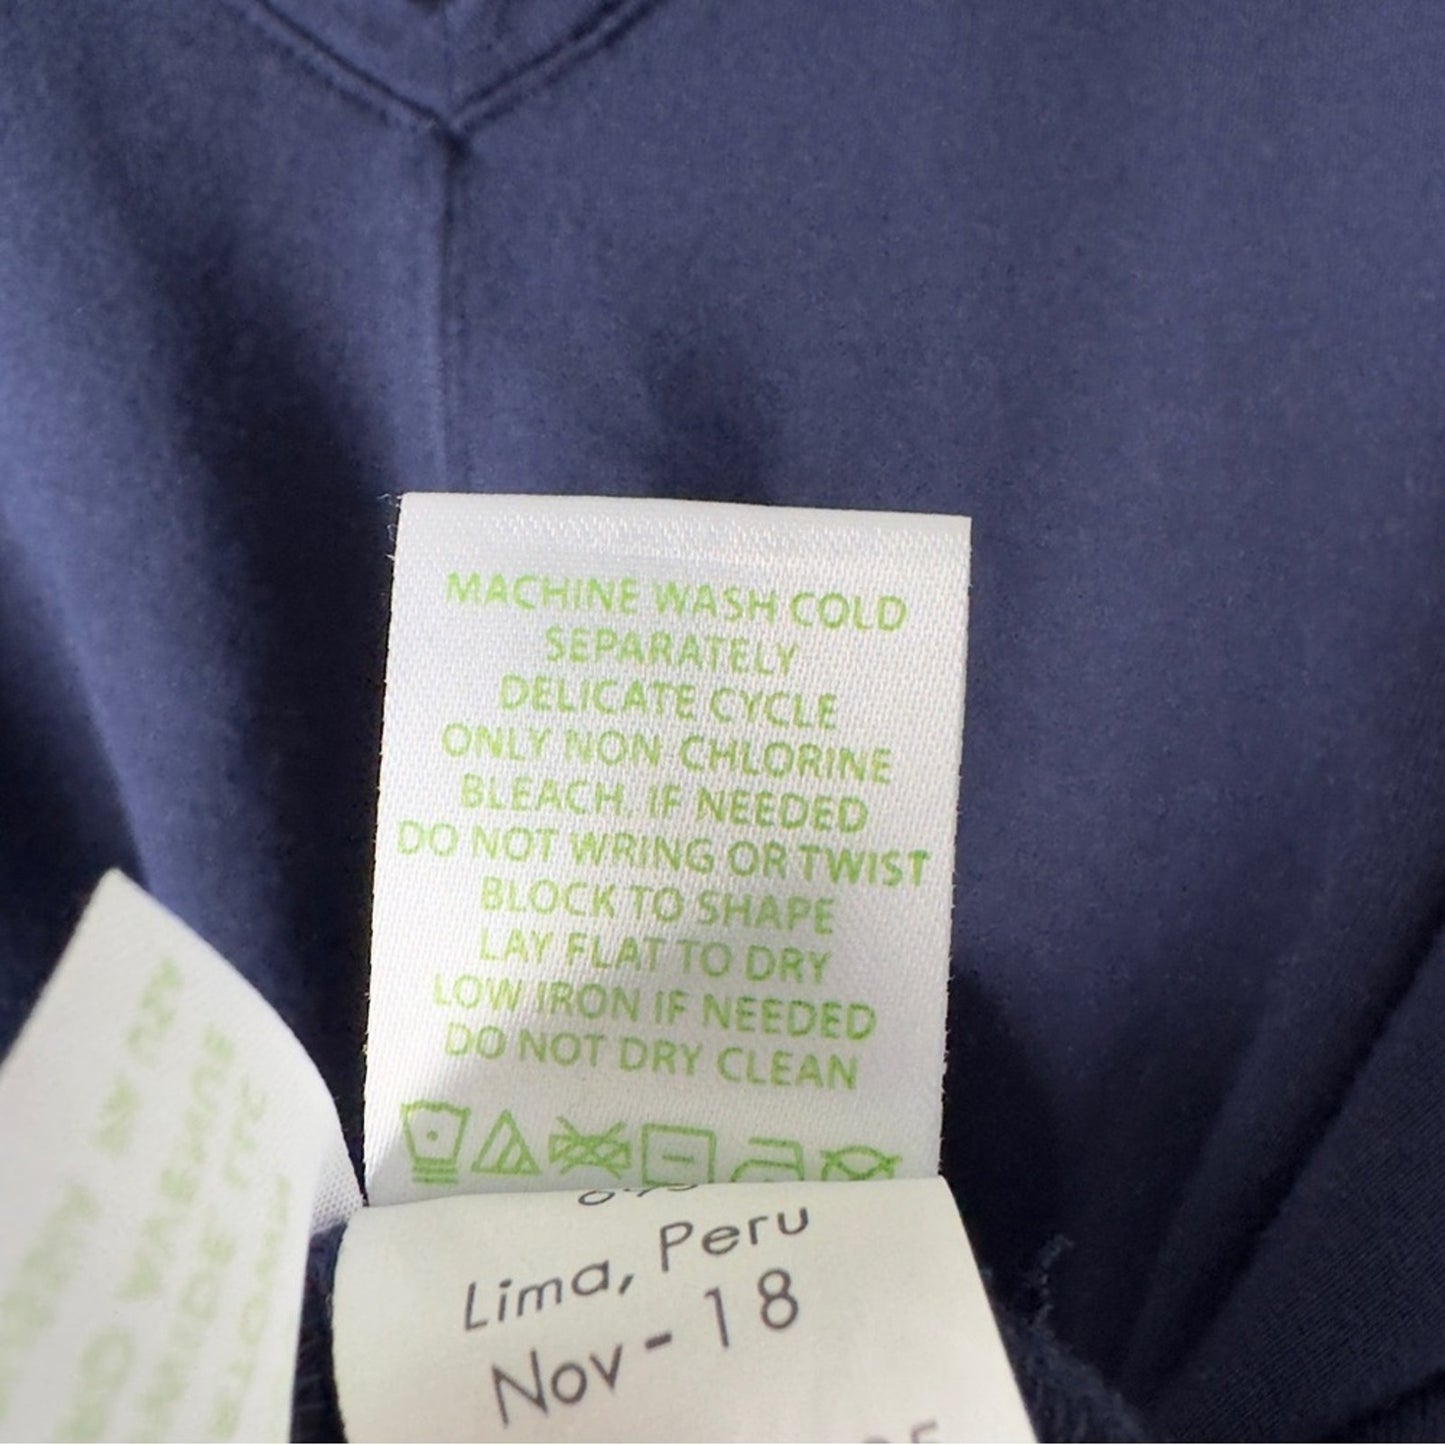 MACHINE WASH COLD
SEPARATELY
DELICATE CYCLE
ONLY NON CHLORINE
BLEACH. IF NEEDED
DO NOT WRING OR TWIST
BLOCK TO SHAPE
LAY FLAT TO DRY
LOW IRON IF NEEDED
DO NOT DRY CLEAN
Lima, Peru
Nov - 18